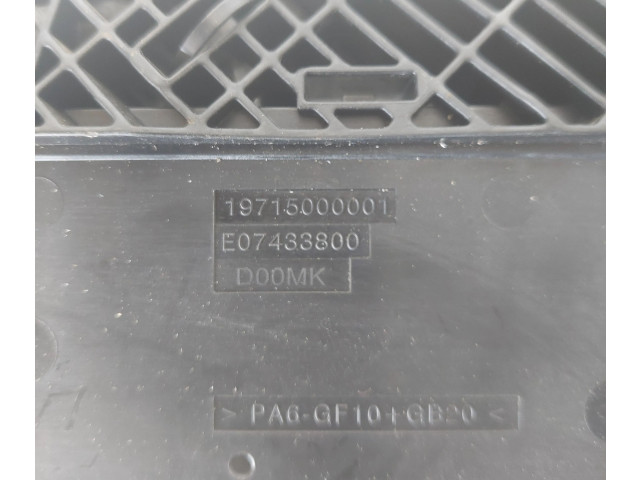 19715000001
E07433800
D00MK
> PA6-GF10+GB20 <